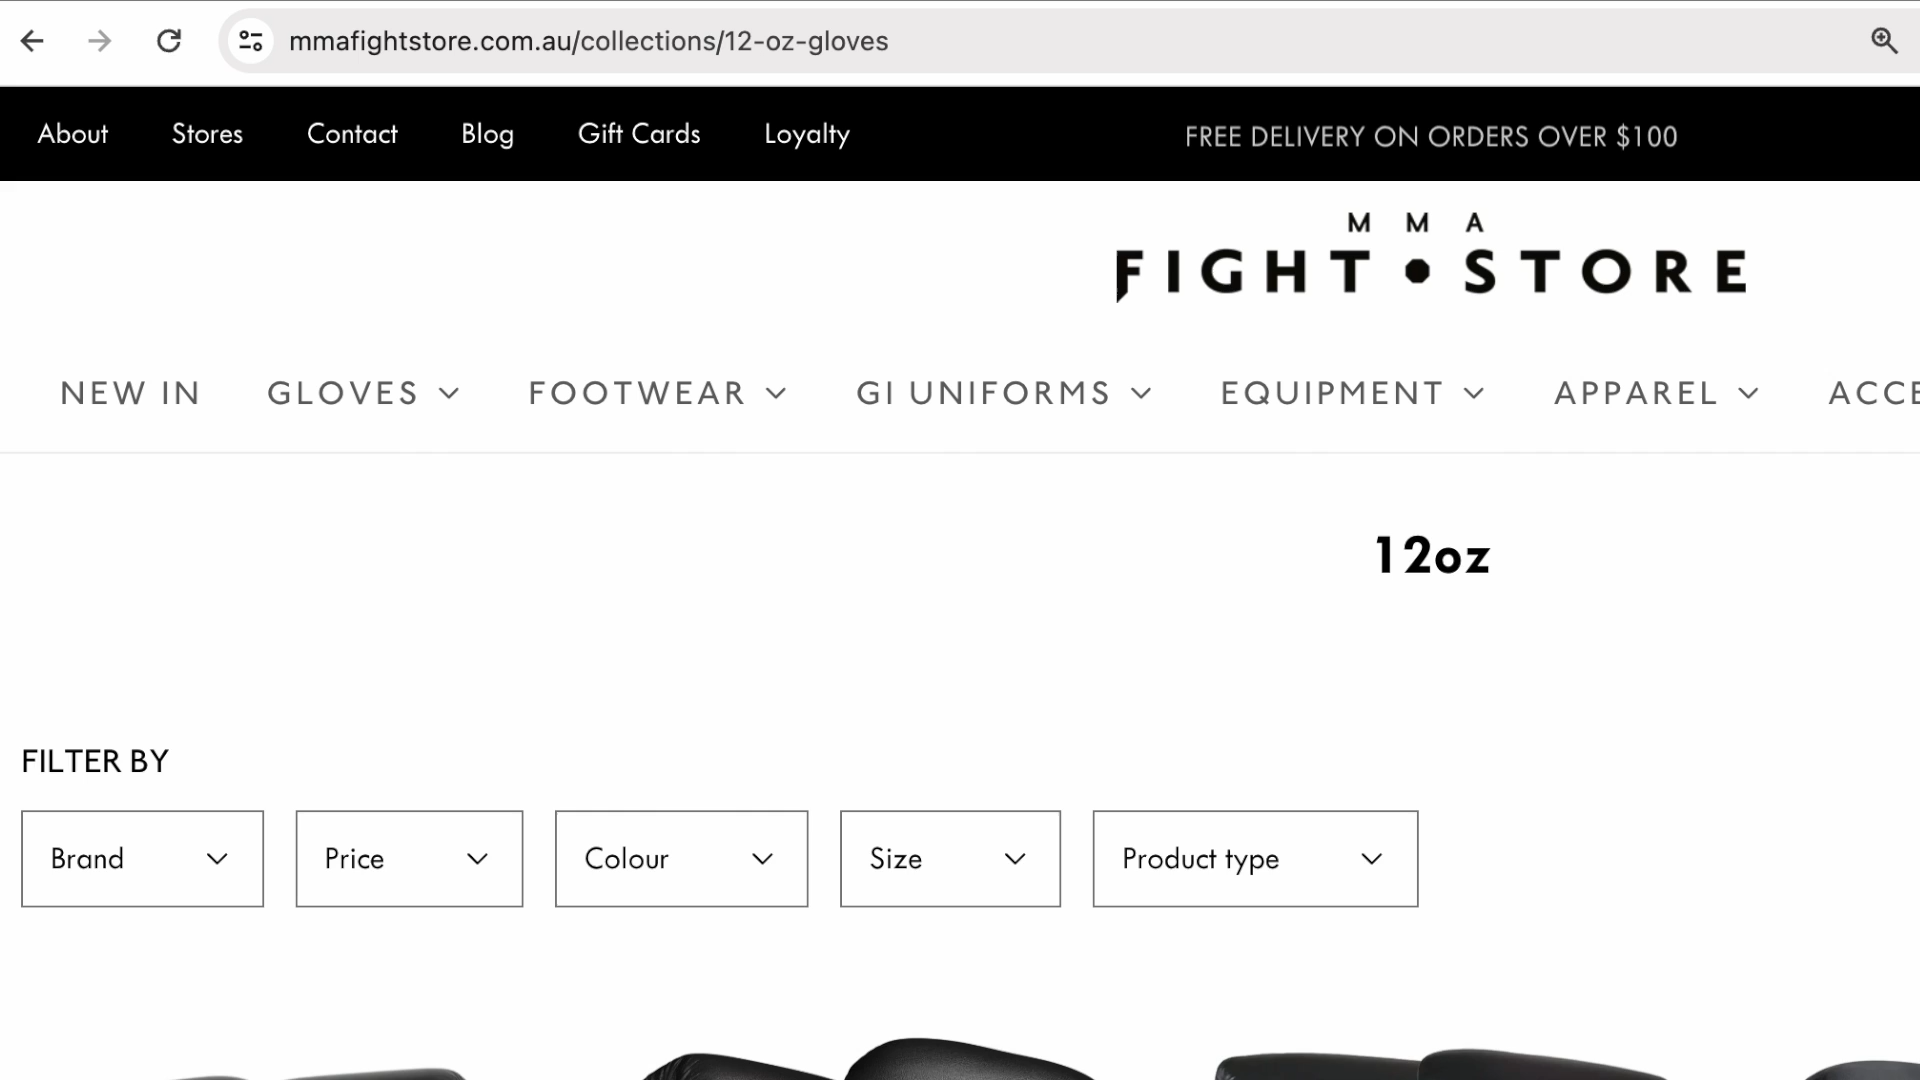 mmafightstore.com.au/collections/12-oz-gloves
About Stores Contact Blog Gift Cards Loyalty FREE DELIVERY ON ORDERS OVER $100
MMA
FIGHT STORE
NEW IN GLOVES FOOTWEAR GI UNIFORMS EQUIPMENT APPAREL
12oz
FILTER BY
Brand Price Colour Size Product type